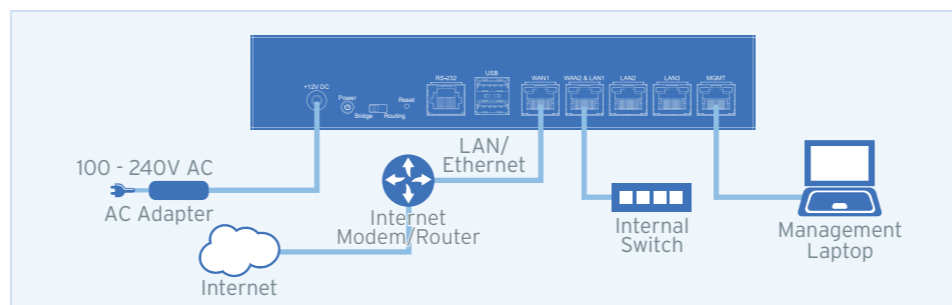 +12V DC
Power
Bridge
Routing
Reset
RS-232
USB
WAN1
WAN2 & LAN1
LAN2
LAN3
MGMT
LAN/
Ethernet
100 - 240V AC
AC Adapter
Internet
Modem/Router
Internal
Switch
Management
Laptop
Internet